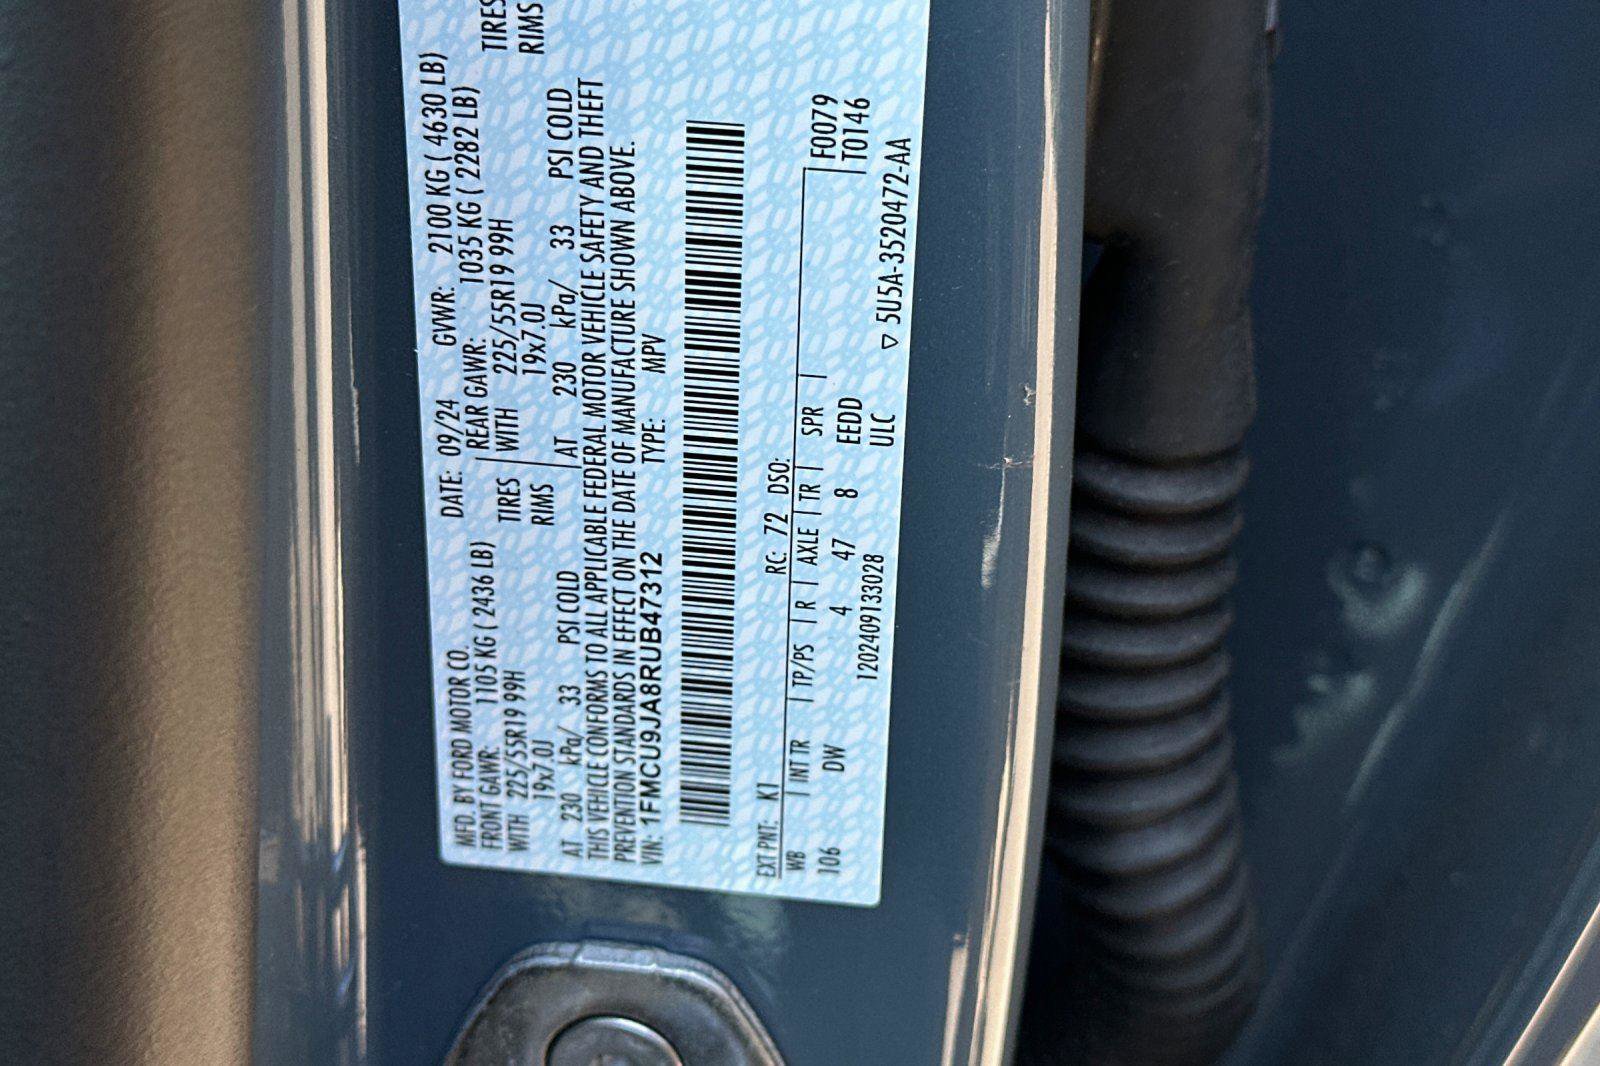 MFD. BY FORD MOTOR CO. DATE: 09/24 GVWR: 2100 KG ( 4630 LB)
FRONT GAWR: 1105 KG ( 2436 LB) REAR GAWR: 1035 KG ( 2282 LB)
WITH 225/55R19 99H TIRES WITH 225/55R19 99H TIRES
19x7.0J RIMS 19x7.0J RIMS
AT 230 kPa/ 33 PSI COLD AT 230 kPa/ 33 PSI COLD
THIS VEHICLE CONFORMS TO ALL APPLICABLE FEDERAL MOTOR VEHICLE SAFETY AND THEFT
PREVENTION STANDARDS IN EFFECT ON THE DATE OF MANUFACTURE SHOWN ABOVE.
VIN: 1FMCU9JA8RUB47312 TYPE: MPV
EXT PNT: K1 RC: 72 DSO:
WB INT TR TP/PS R AXLE TR SPR F0079
106 DW 4 47 8 EEDD T0146
120240913302​8 ULC
▽ 5U5A-3520472-AA